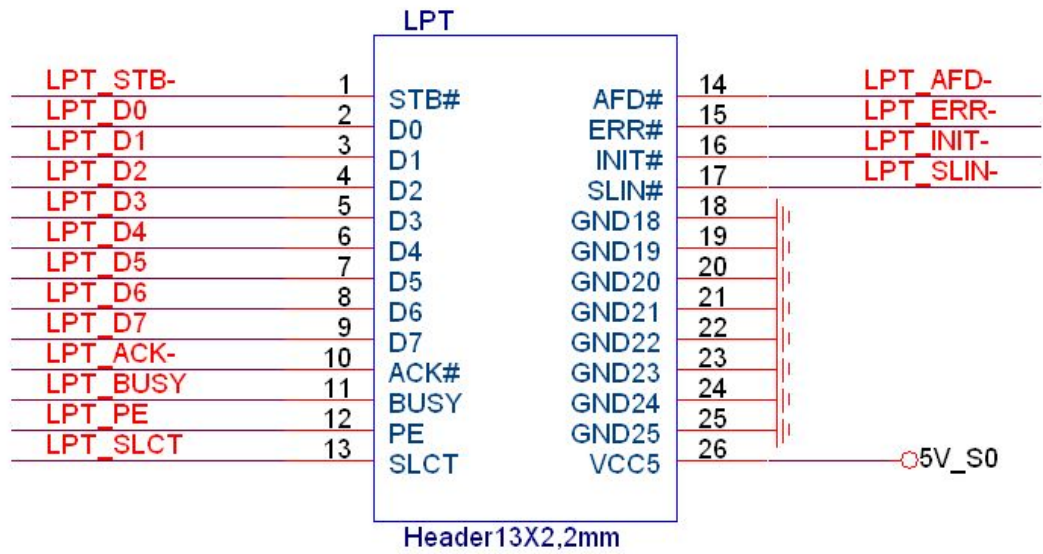 LPT
LPT_STB- 1 STB# AFD# 14 LPT_AFD-
LPT_D0 2 D0 ERR# 15 LPT_ERR-
LPT_D1 3 D1 INIT# 16 LPT_INIT-
LPT_D2 4 D2 SLIN# 17 LPT_SLIN-
LPT_D3 5 D3 GND18 18
LPT_D4 6 D4 GND19 19
LPT_D5 7 D5 GND20 20
LPT_D6 8 D6 GND21 21
LPT_D7 9 D7 GND22 22
LPT_ACK- 10 ACK# GND23 23
LPT_BUSY 11 BUSY GND24 24
LPT_PE 12 PE GND25 25
LPT_SLCT 13 SLCT VCC5 26 5V_S0
Header13X2,2mm